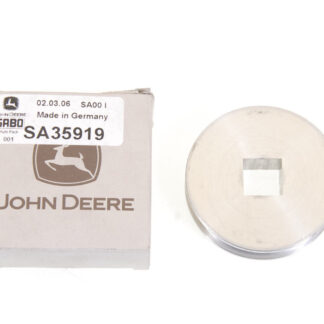 02.03.06 SA00 I
Made in Germany
JOHN DEERE
SABO
001
SA35919
JOHN DEERE